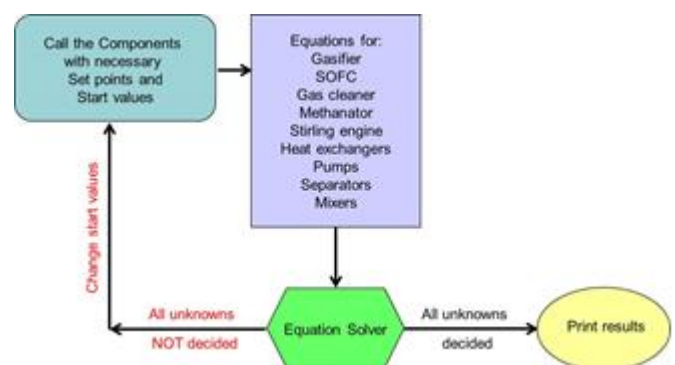 Call the Components
with necessary
Set points and
Start values
Equations for:
Gasifier
SOFC
Gas cleaner
Methanator
Stirling engine
Heat exchangers
Pumps
Separators
Mixers
Change start values
All unknowns
NOT decided
Equation Solver
All unknowns
decided
Print results